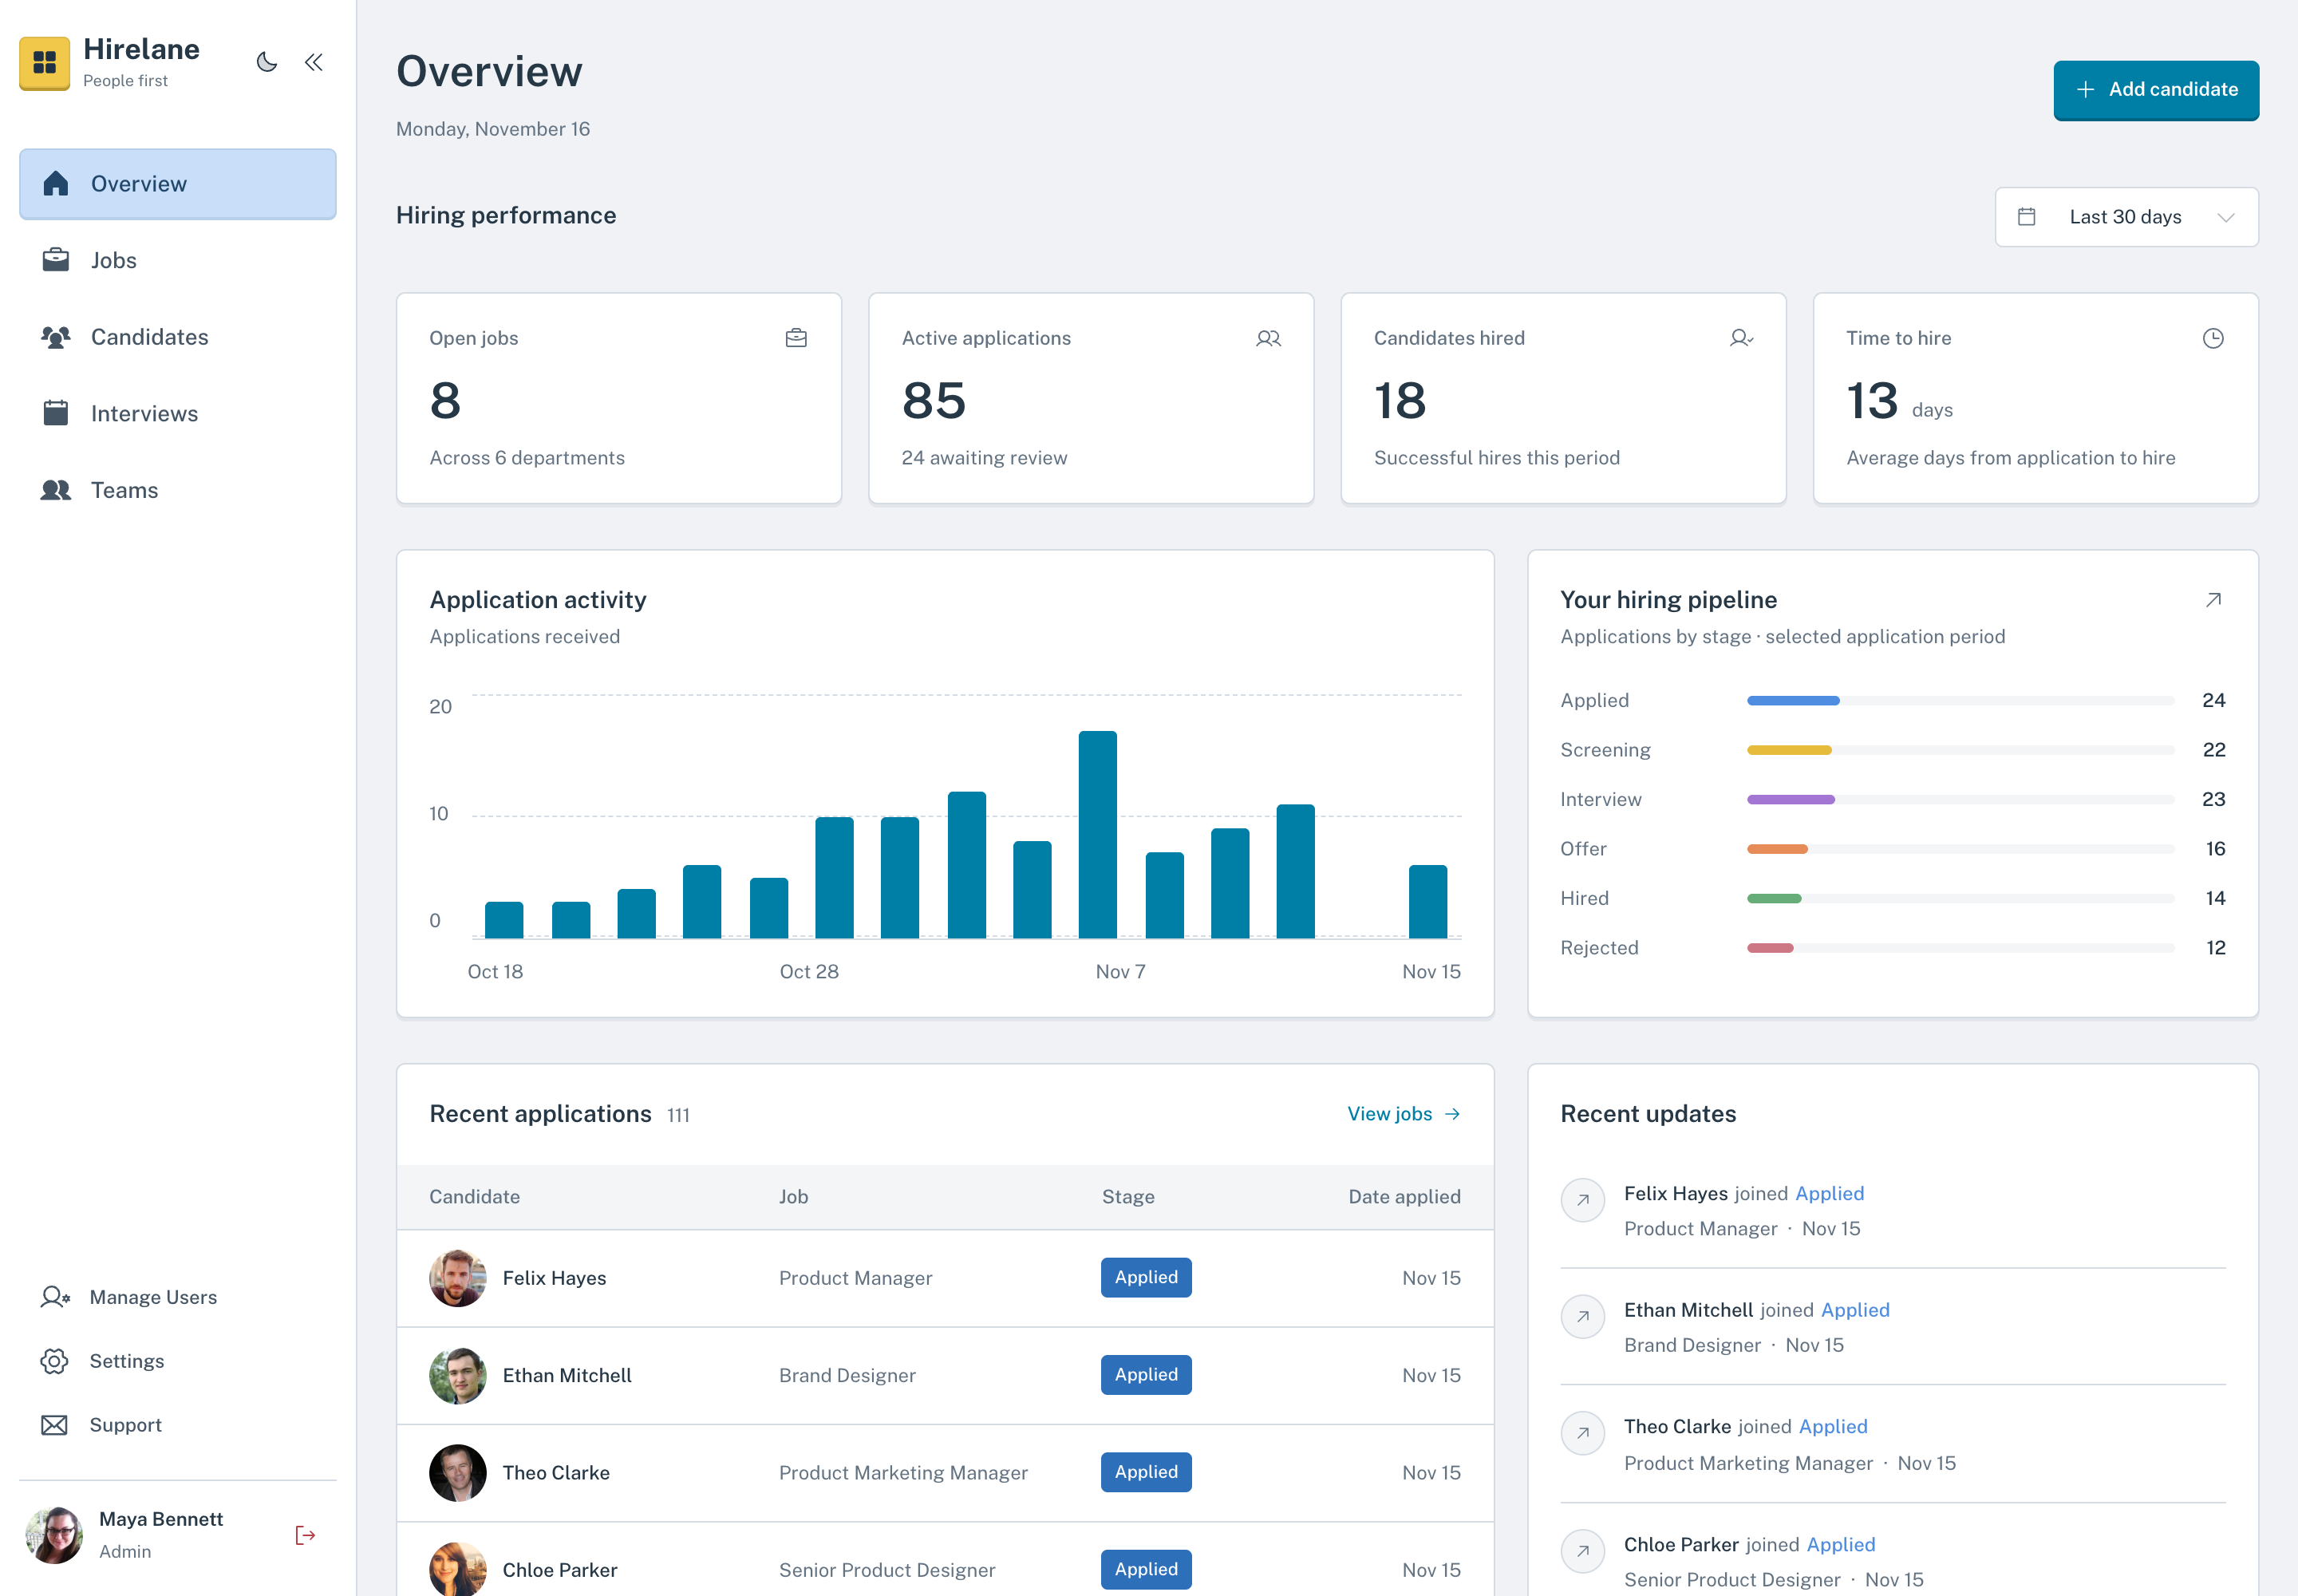 Hirelane
People first
Overview
Jobs
Candidates
Interviews
Teams
Manage Users
Settings
Support
Maya Bennett
Admin
Overview
Monday, November 16
Add candidate
Hiring performance
Last 30 days
Open jobs
8
Across 6 departments
Active applications
85
24 awaiting review
Candidates hired
18
Successful hires this period
Time to hire
13 days
Average days from application to hire
Application activity
Applications received
20
10
0
Oct 18 Oct 28 Nov 7 Nov 15
Your hiring pipeline
Applications by stage · selected application period
Applied 24
Screening 22
Interview 23
Offer 16
Hired 14
Rejected 12
Recent applications 111
View jobs
Candidate Job Stage Date applied
Felix Hayes Product Manager Applied Nov 15
Ethan Mitchell Brand Designer Applied Nov 15
Theo Clarke Product Marketing Manager Applied Nov 15
Chloe Parker Senior Product Designer Applied Nov 15
Recent updates
Felix Hayes joined Applied
Product Manager · Nov 15
Ethan Mitchell joined Applied
Brand Designer · Nov 15
Theo Clarke joined Applied
Product Marketing Manager · Nov 15
Chloe Parker joined Applied
Senior Product Designer · Nov 15